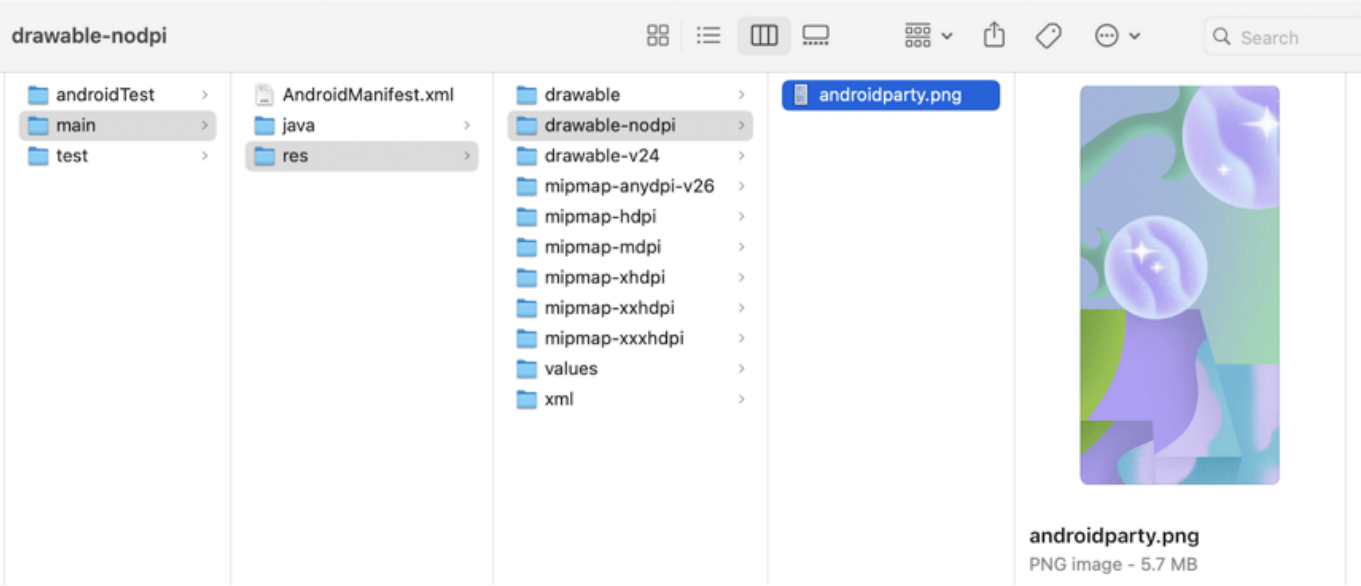 drawable-nodpi
Search
androidTest
main
test
AndroidManifest.xml
java
res
drawable
drawable-nodpi
drawable-v24
mipmap-anydpi-v26
mipmap-hdpi
mipmap-mdpi
mipmap-xhdpi
mipmap-xxhdpi
mipmap-xxxhdpi
values
xml
androidparty.png
androidparty.png
PNG image - 5.7 MB